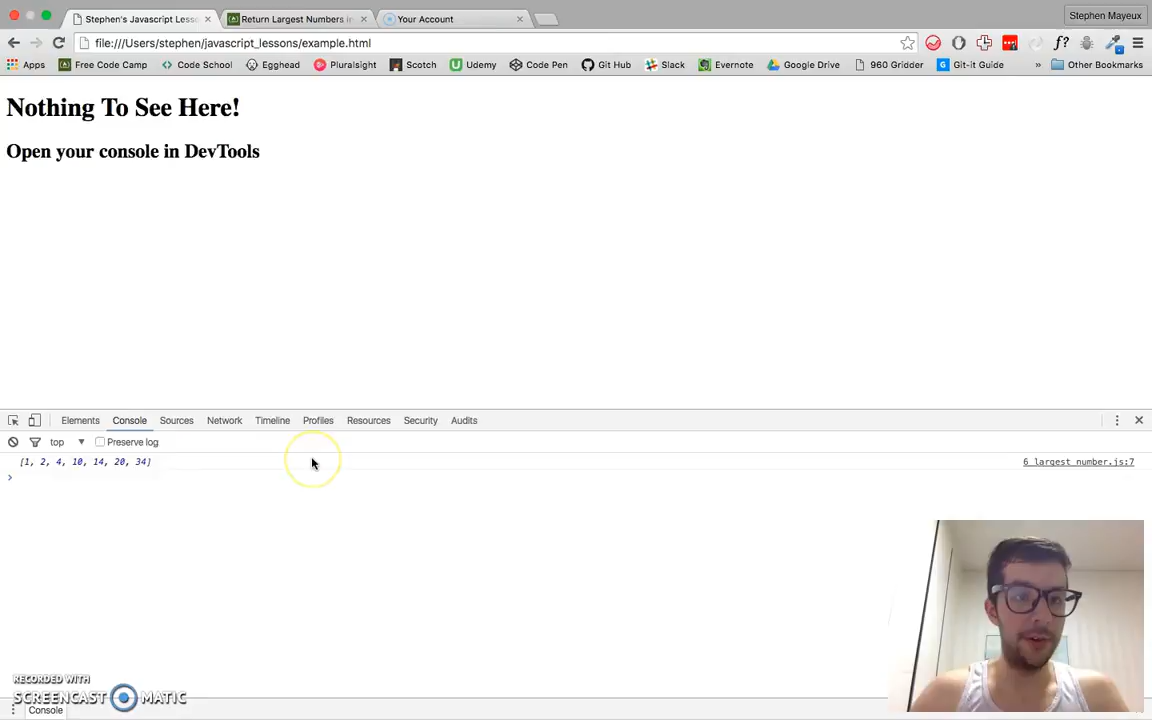 Stephen's Javascript Less
Return Largest Numbers in
Your Account
Stephen Mayeux
file:///Users/stephen/javascript_lessons/example.html
Apps Free Code Camp Code School Egghead Pluralsight Scotch Udemy Code Pen Git Hub Slack Evernote Google Drive 960 Gridder Git-it Guide » Other Bookmarks
Nothing To See Here!
Open your console in DevTools
Elements Console Sources Network Timeline Profiles Resources Security Audits
top Preserve log
[1, 2, 4, 10, 14, 20, 34] 6_largest_number.js:7
RECORDED WITH
SCREENCAST MATIC
Console